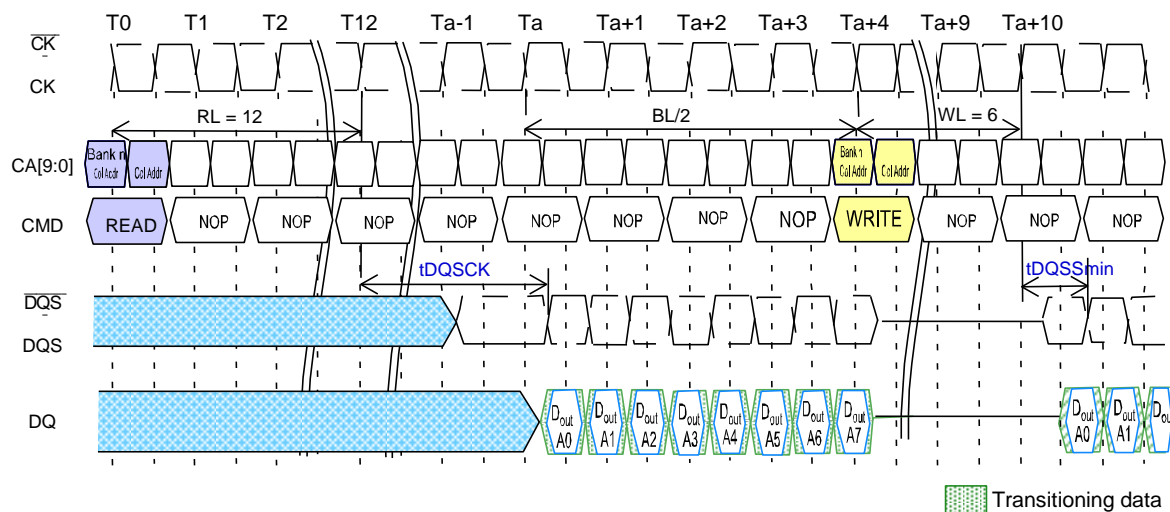 T0 T1 T2 T12 Ta-1 Ta Ta+1 Ta+2 Ta+3 Ta+4 Ta+9 Ta+10
CK
CK
RL = 12 BL/2 WL = 6
CA[9:0] Bank n Col Addr Col Addr Bank n Col Addr Col Addr
CMD READ NOP NOP NOP NOP NOP NOP NOP NOP WRITE NOP NOP NOP
tDQSCK tDQSSmin
DQS
DQS
DQ Dout A0 Dout A1 Dout A2 Dout A3 Dout A4 Dout A5 Dout A6 Dout A7 Dout A0 Dout A1 Dou
Transitioning data